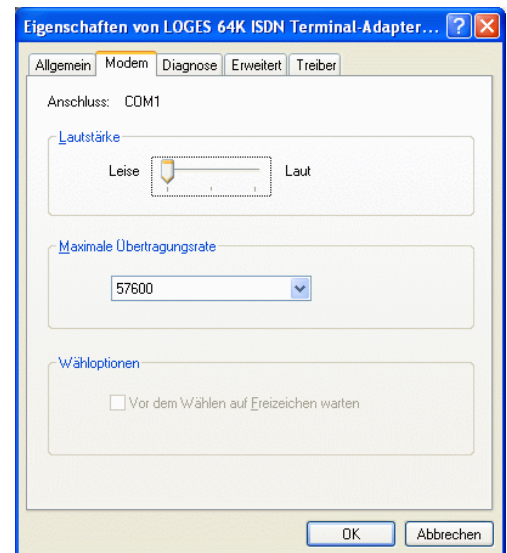 Eigenschaften von LOGES 64K ISDN Terminal-Adapter... ?
Allgemein Modem Diagnose Erweitert Treiber
Anschluss: COM1
Lautstärke
Leise Laut
Maximale Übertragungsrate
57600
Wähloptionen
Vor dem Wählen auf Freizeichen warten
OK Abbrechen